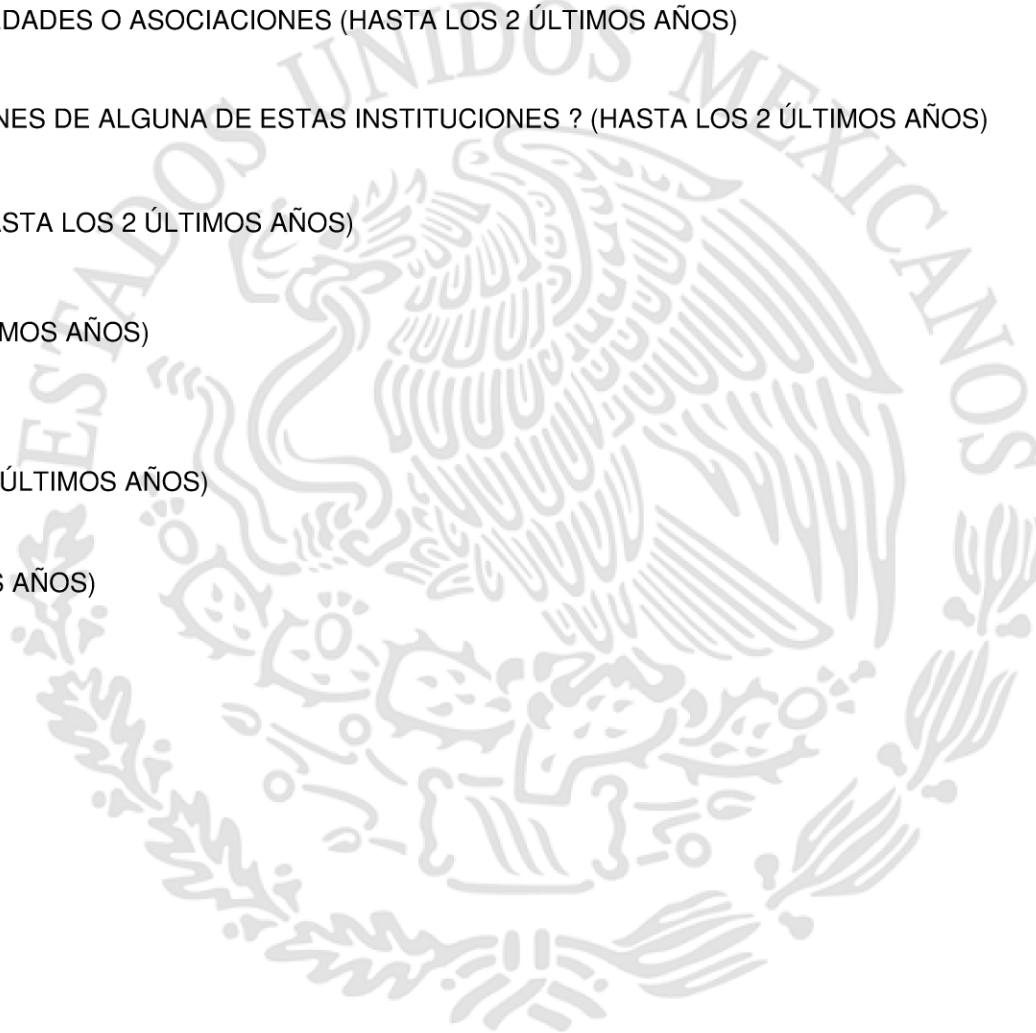 DADES O ASOCIACIONES (HASTA LOS 2 ÚLTIMOS AÑOS)
NES DE ALGUNA DE ESTAS INSTITUCIONES ? (HASTA LOS 2 ÚLTIMOS AÑOS)
STA LOS 2 ÚLTIMOS AÑOS)
MOS AÑOS)
ÚLTIMOS AÑOS)
S AÑOS)
ESTADOS UNIDOS MEXICANOS